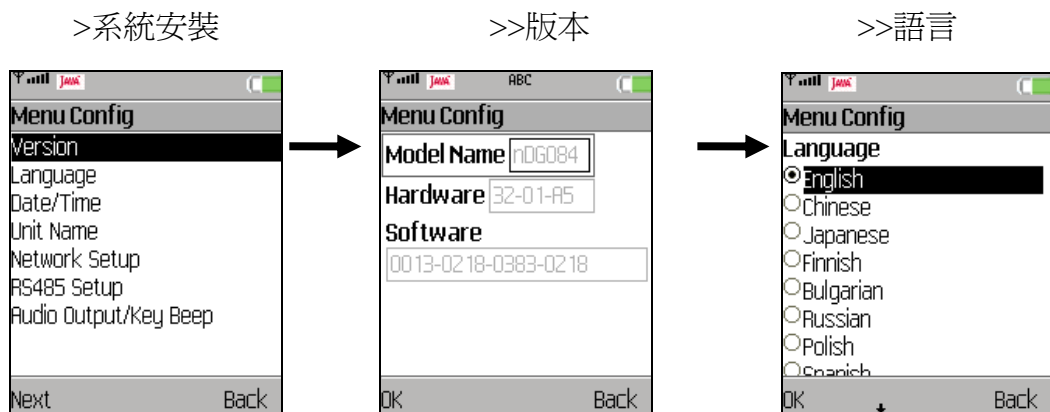 >系統安裝
>>版本
>>語言
JAVA
Menu Config
Version
Language
Date/Time
Unit Name
Network Setup
RS485 Setup
Audio Output/Key Beep
Next Back
JAVA ABC
Menu Config
Model Name nDG084
Hardware 32-01-A5
Software
0013-0218-0383-0218
OK Back
JAVA
Menu Config
Language
English
Chinese
Japanese
Finnish
Bulgarian
Russian
Polish
Spanish
OK Back